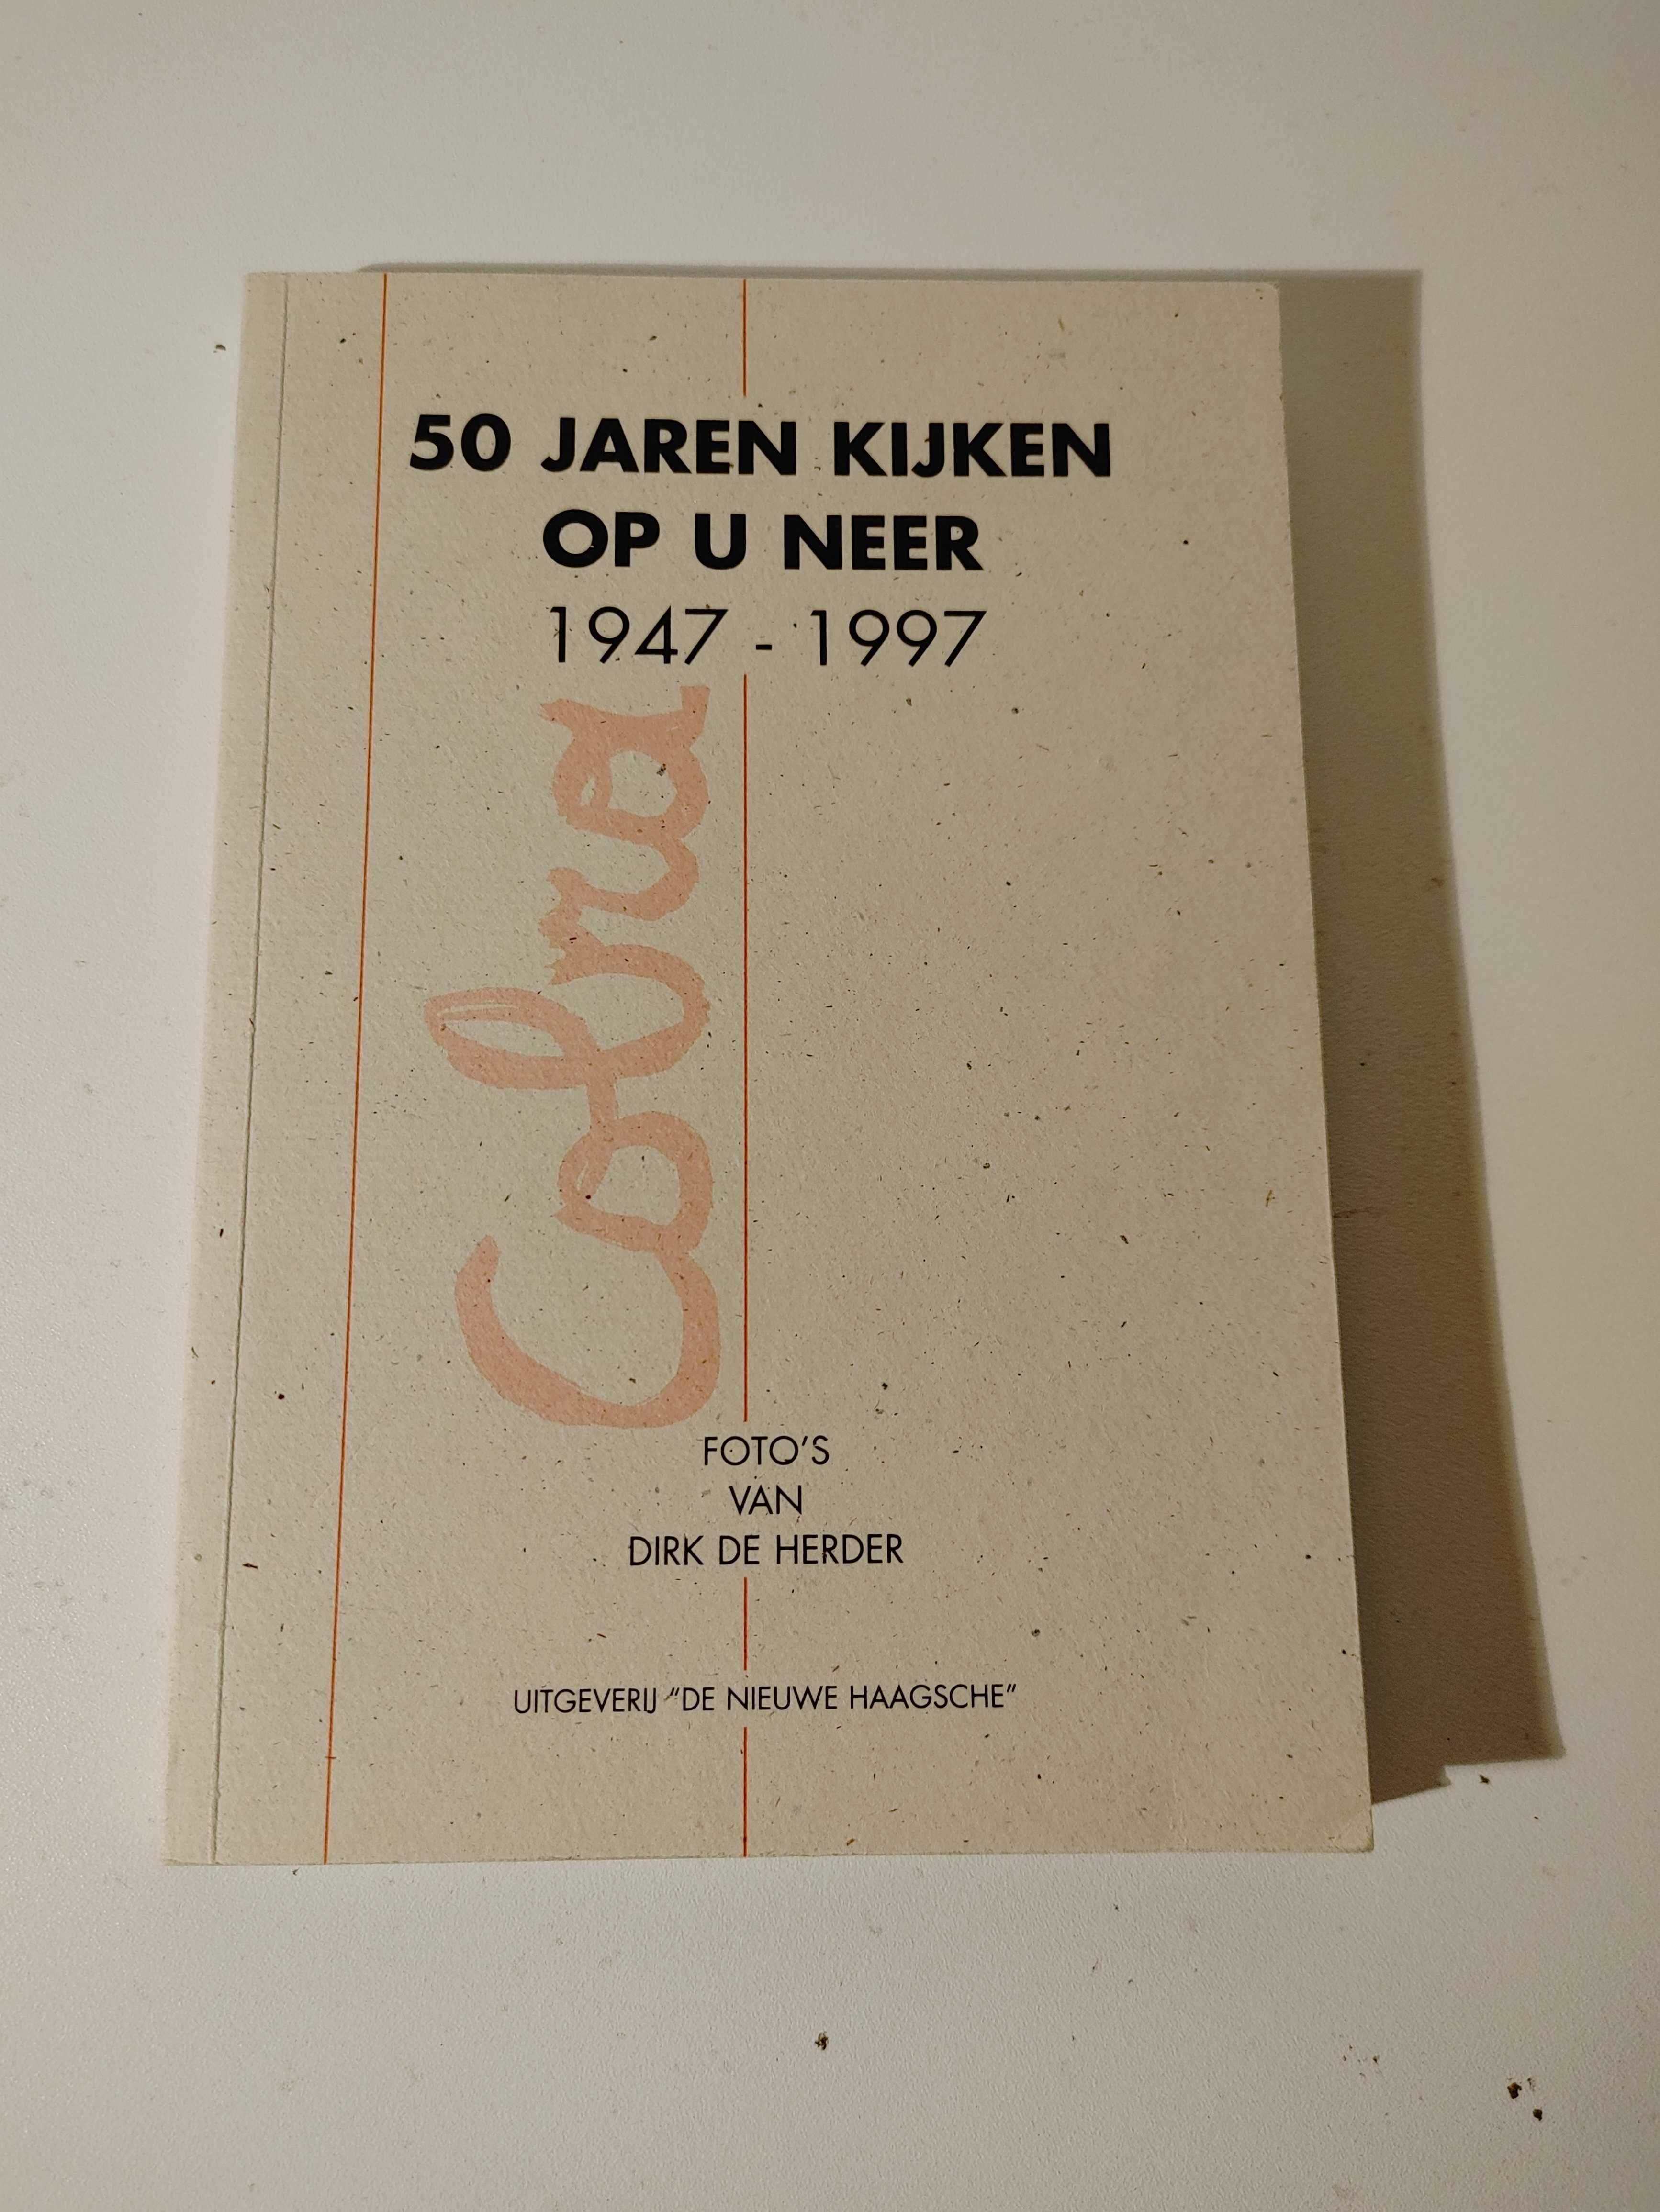 50 JAREN KIJKEN
OP U NEER
1947 - 1997
Cobra
FOTO'S
VAN
DIRK DE HERDER
UITGEVERIJ "DE NIEUWE HAAGSCHE"